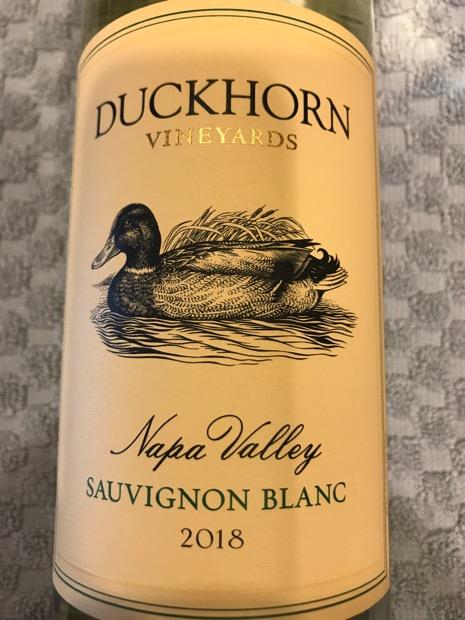 DUCKHORN
VINEYARDS
Napa Valley
SAUVIGNON BLANC
2018